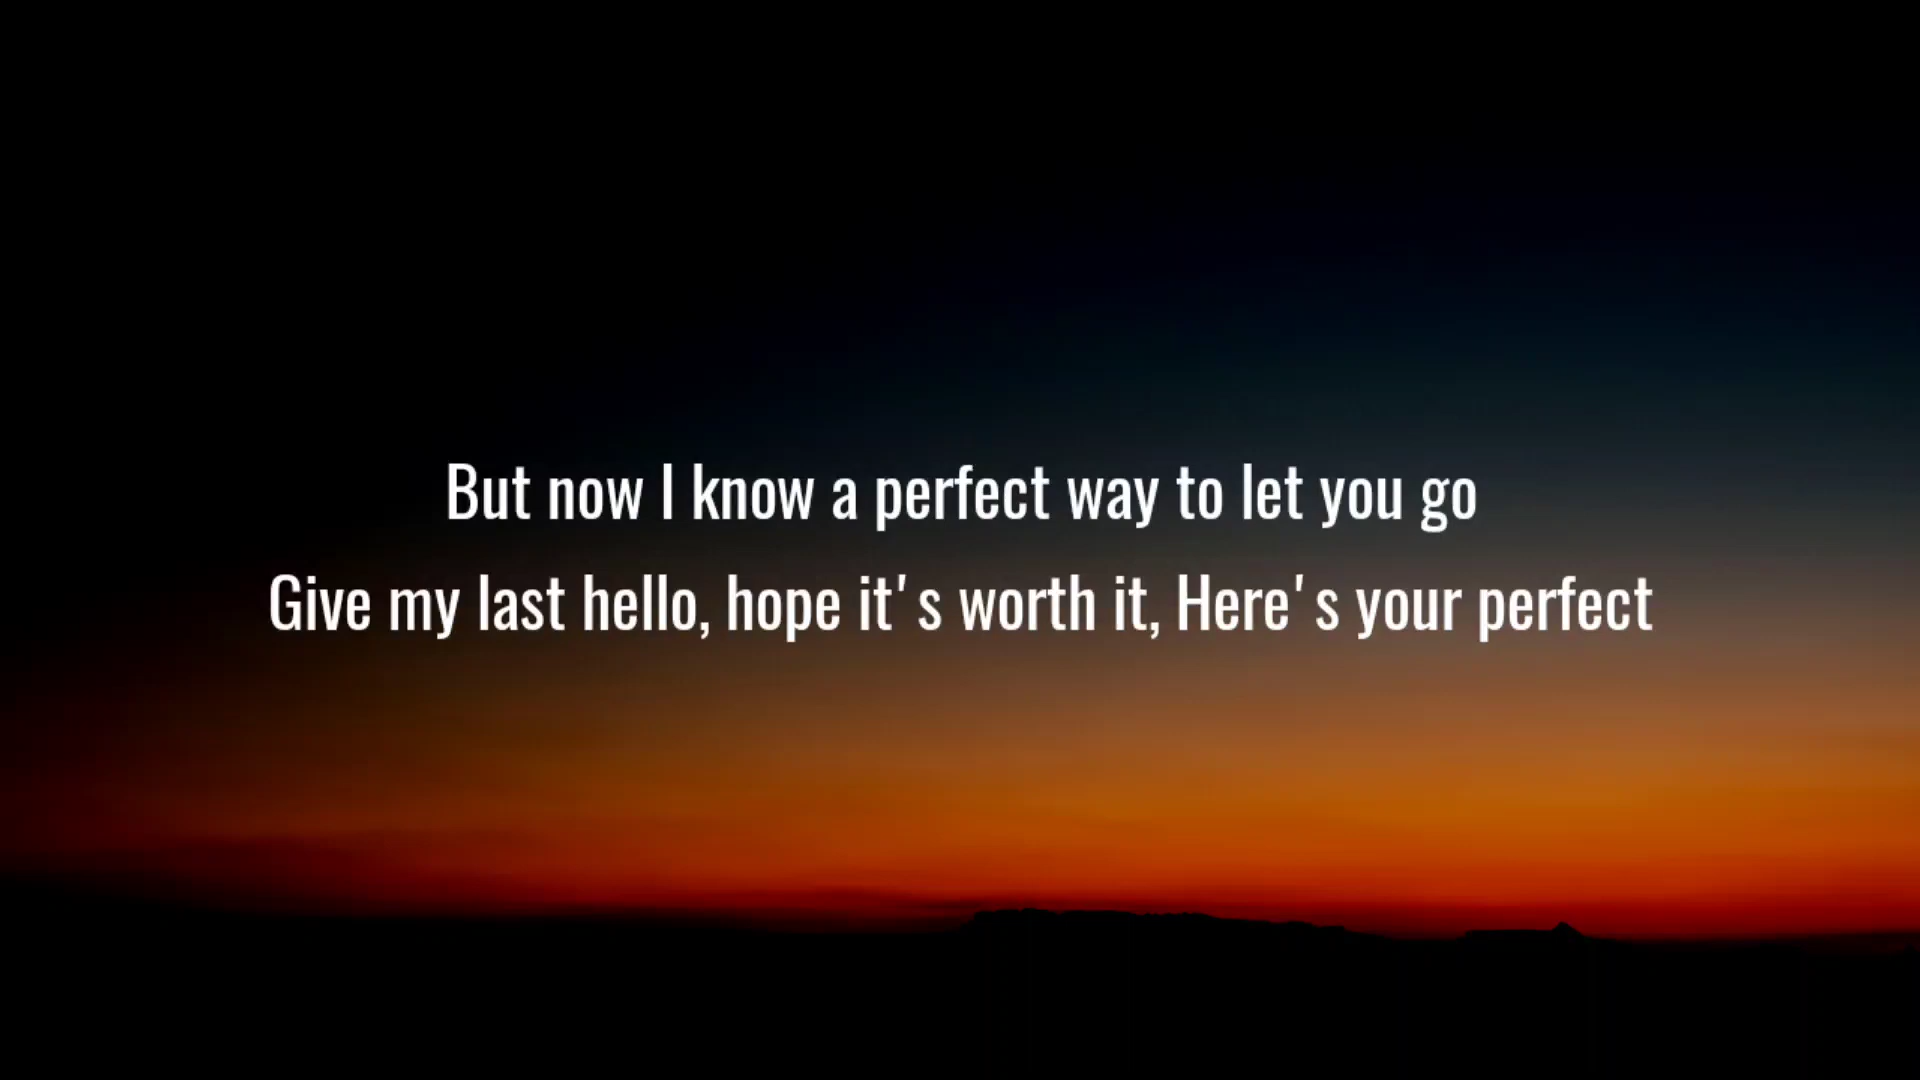 But now I know a perfect way to let you go
Give my last hello, hope it's worth it, Here's your perfect